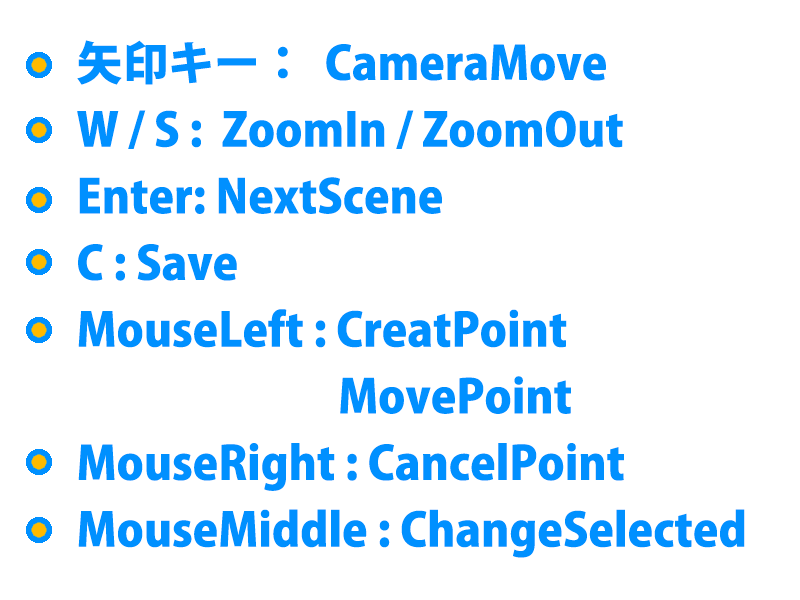 矢印キー： CameraMove
W / S : ZoomIn / ZoomOut
Enter: NextScene
C : Save
MouseLeft : CreatPoint
MovePoint
MouseRight : CancelPoint
MouseMiddle : ChangeSelected